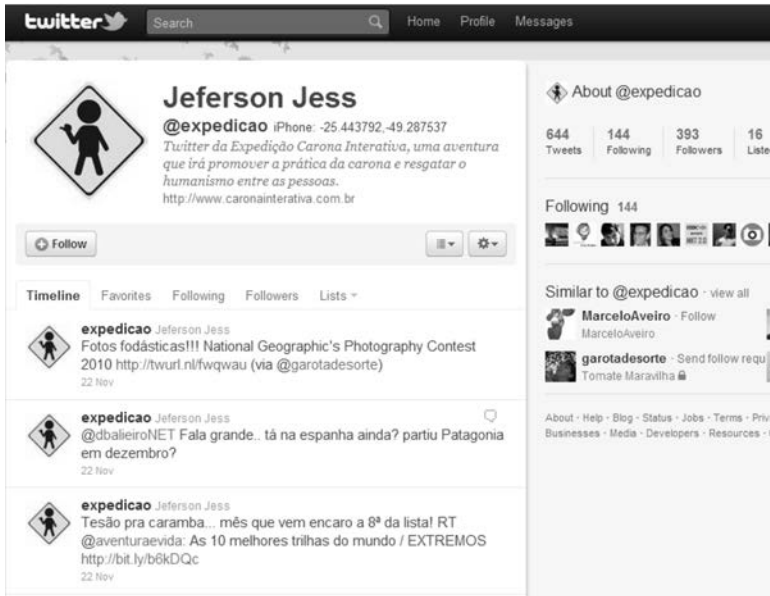 twitter
Search
Home Profile Messages
Jeferson Jess
@expedicao iPhone: -25.443792,-49.287537
Twitter da Expedição Carona Interativa, uma aventura
que irá promover a prática da carona e resgatar o
humanismo entre as pessoas.
http://www.caronainterativa.com.br
Follow
Timeline Favorites Following Followers Lists
expedicao Jeferson Jess
Fotos fodásticas!!! National Geographic's Photography Contest
2010 http://twurl.nl/fwqwau (via @garotadesorte)
22 Nov
expedicao Jeferson Jess
@dbalieiroNET Fala grande.. tá na espanha ainda? partiu Patagonia
em dezembro?
22 Nov
expedicao Jeferson Jess
Tesão pra caramba... mês que vem encaro a 8ª da lista! RT
@aventuraevida: As 10 melhores trilhas do mundo / EXTREMOS
http://bit.ly/b6kDQc
22 Nov
About @expedicao
644 144 393 16
Tweets Following Followers Liste
Following 144
Similar to @expedicao · view all
MarceloAveiro · Follow
MarceloAveiro
garotadesorte · Send follow requ
Tomate Maravilha
About · Help · Blog · Status · Jobs · Terms · Priv
Businesses · Media · Developers · Resources ·